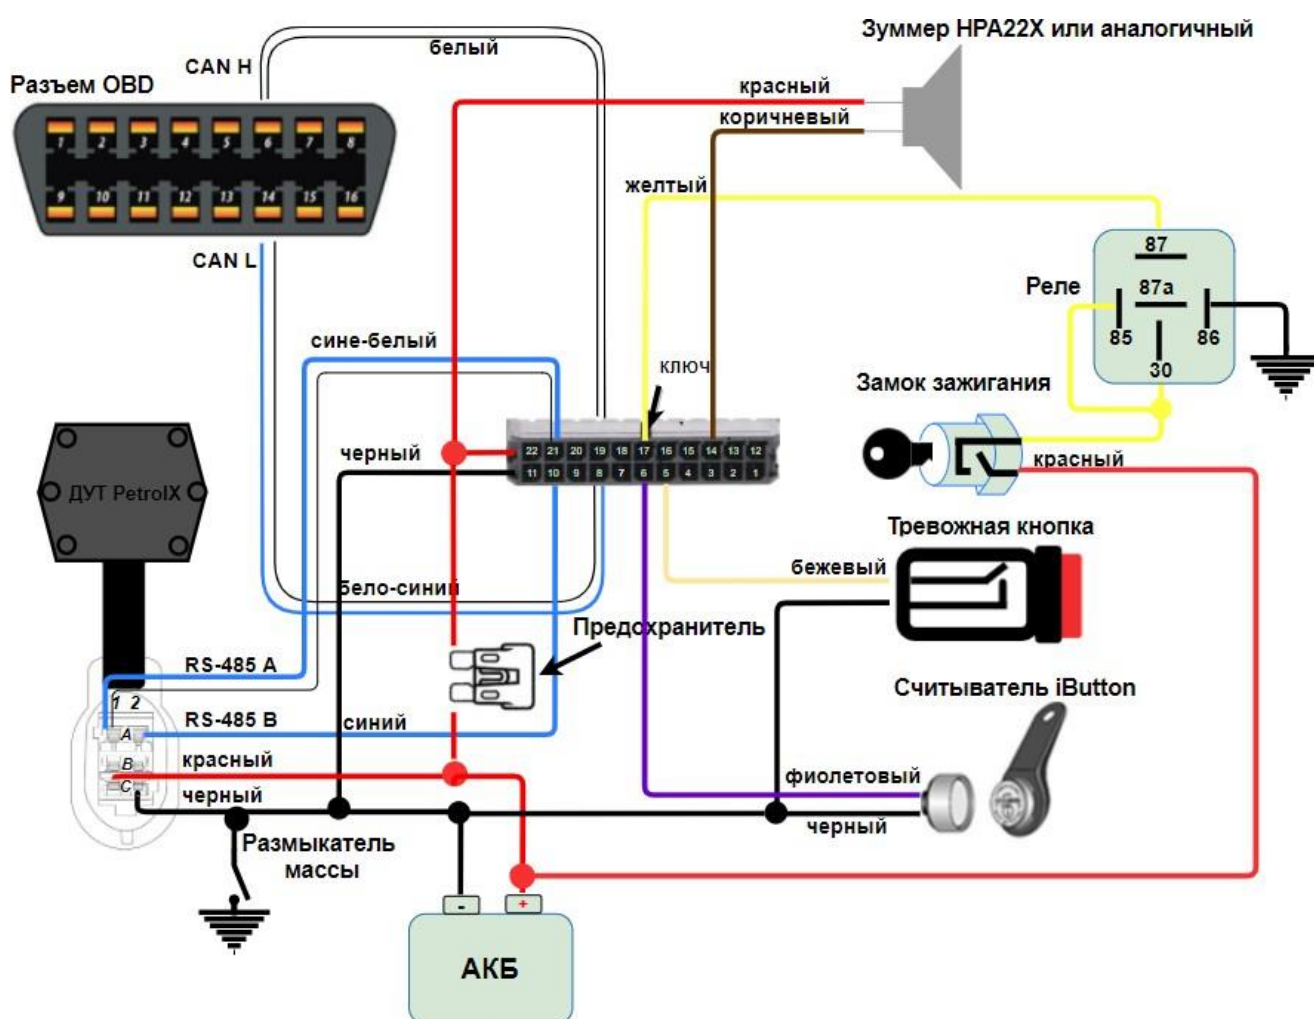 Зуммер HPA22X или аналогичный
белый
CAN H
Разъем OBD
красный
коричневый
1 2 3 4 5 6 7 8
9 10 11 12 13 14 15 16
желтый
CAN L
87
Реле
87a
85
86
30
сине-белый
ключ
Замок зажигания
черный
22 21 20 19 18 17 16 15 14 13 12
11 10 9 8 7 6 5 4 3 2 1
красный
ДУТ PetrolX
Тревожная кнопка
бежевый
бело-синий
Предохранитель
RS-485 A
Считыватель iButton
1 2
RS-485 B
синий
A
красный
B
C
фиолетовый
черный
черный
Размыкатель
массы
-
+
АКБ